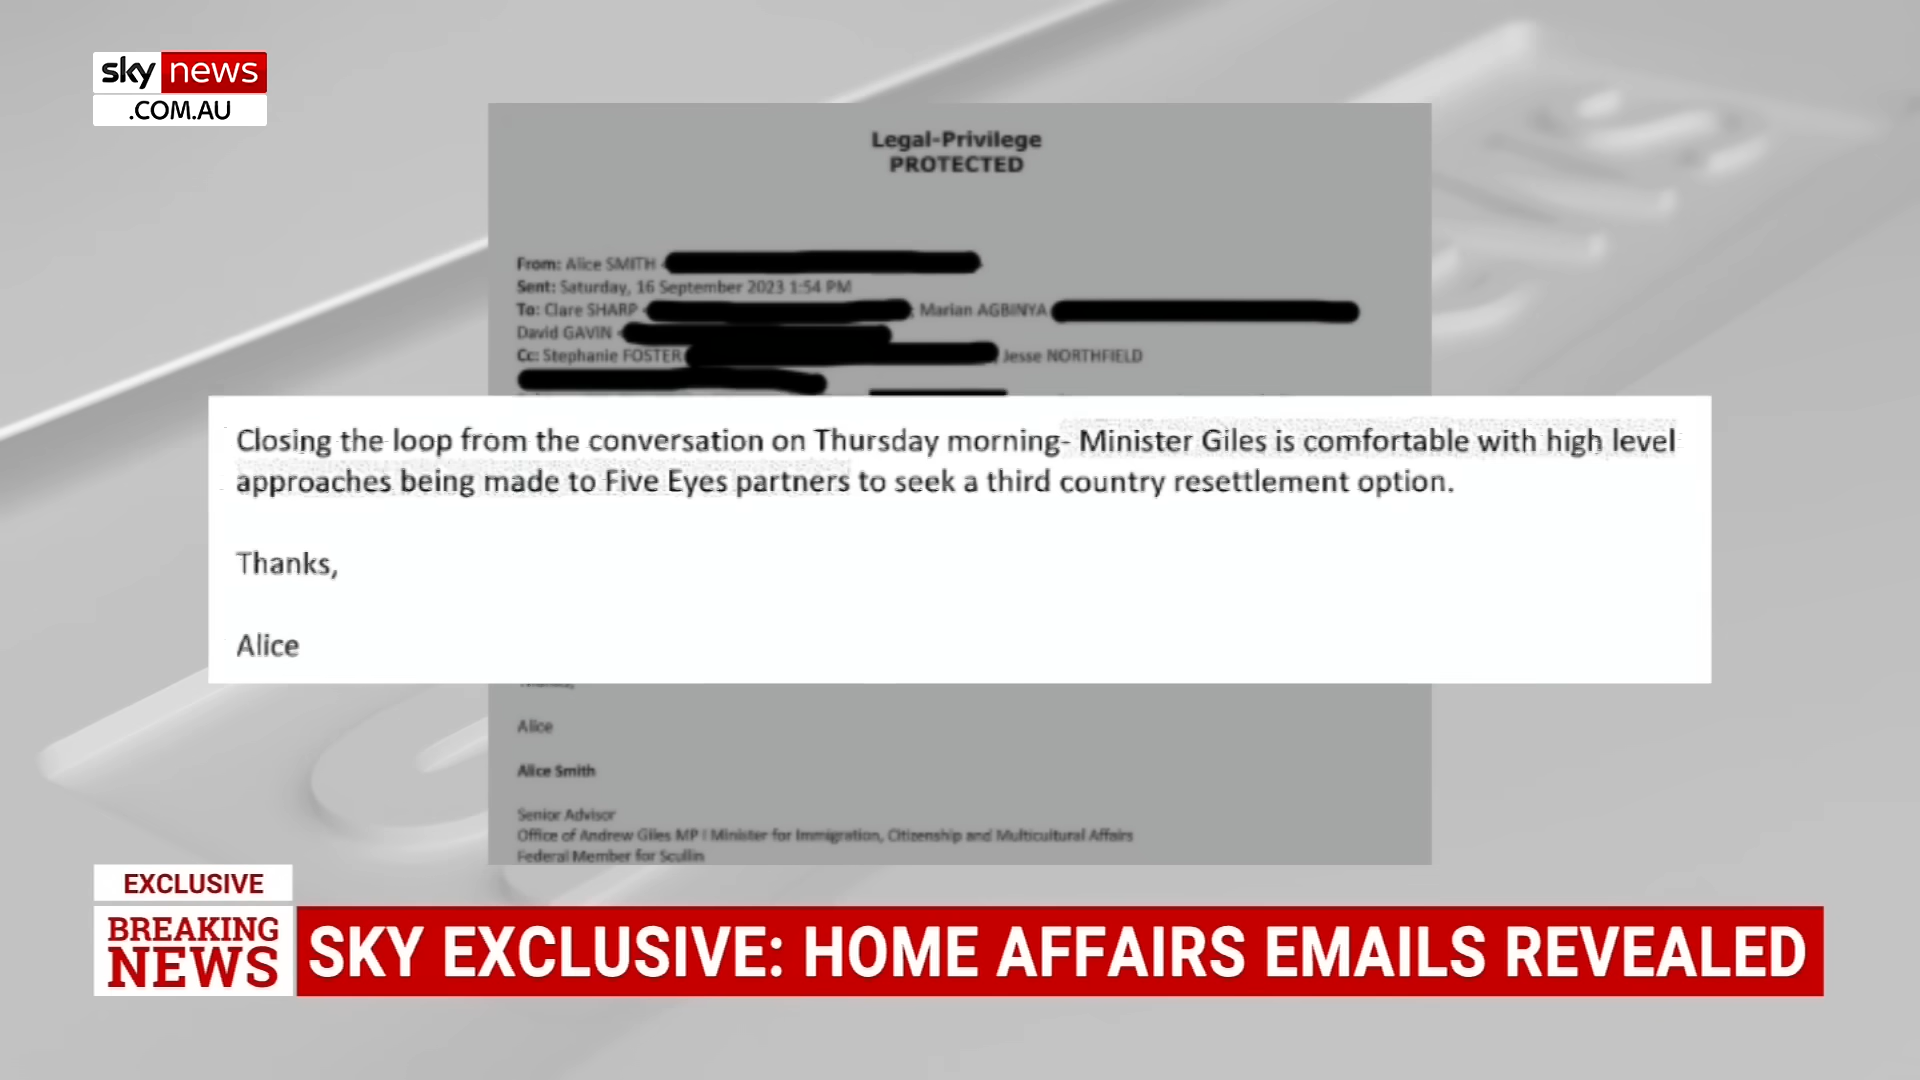 sky news
.COM.AU
Legal-Privilege
PROTECTED
From: Alice SMITH
Sent: Saturday, 16 September 2023 1:54 PM
To: Clare SHARP ; Marian AGBINYA
David GAVIN
Cc: Stephanie FOSTER ; Jesse NORTHFIELD
Closing the loop from the conversation on Thursday morning- Minister Giles is comfortable with high level
approaches being made to Five Eyes partners to seek a third country resettlement option.
Thanks,
Alice
Thanks,
Alice
Alice Smith
Senior Advisor
Office of Andrew Giles MP | Minister for Immigration, Citizenship and Multicultural Affairs
Federal Member for Scullin
EXCLUSIVE
BREAKING
NEWS
SKY EXCLUSIVE: HOME AFFAIRS EMAILS REVEALED